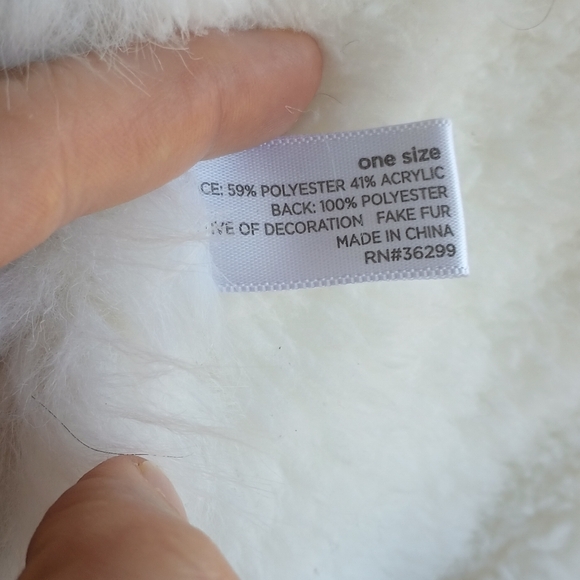 one size
CE: 59% POLYESTER 41% ACRYLIC
BACK: 100% POLYESTER
IVE OF DECORATION FAKE FUR
MADE IN CHINA
RN#36299